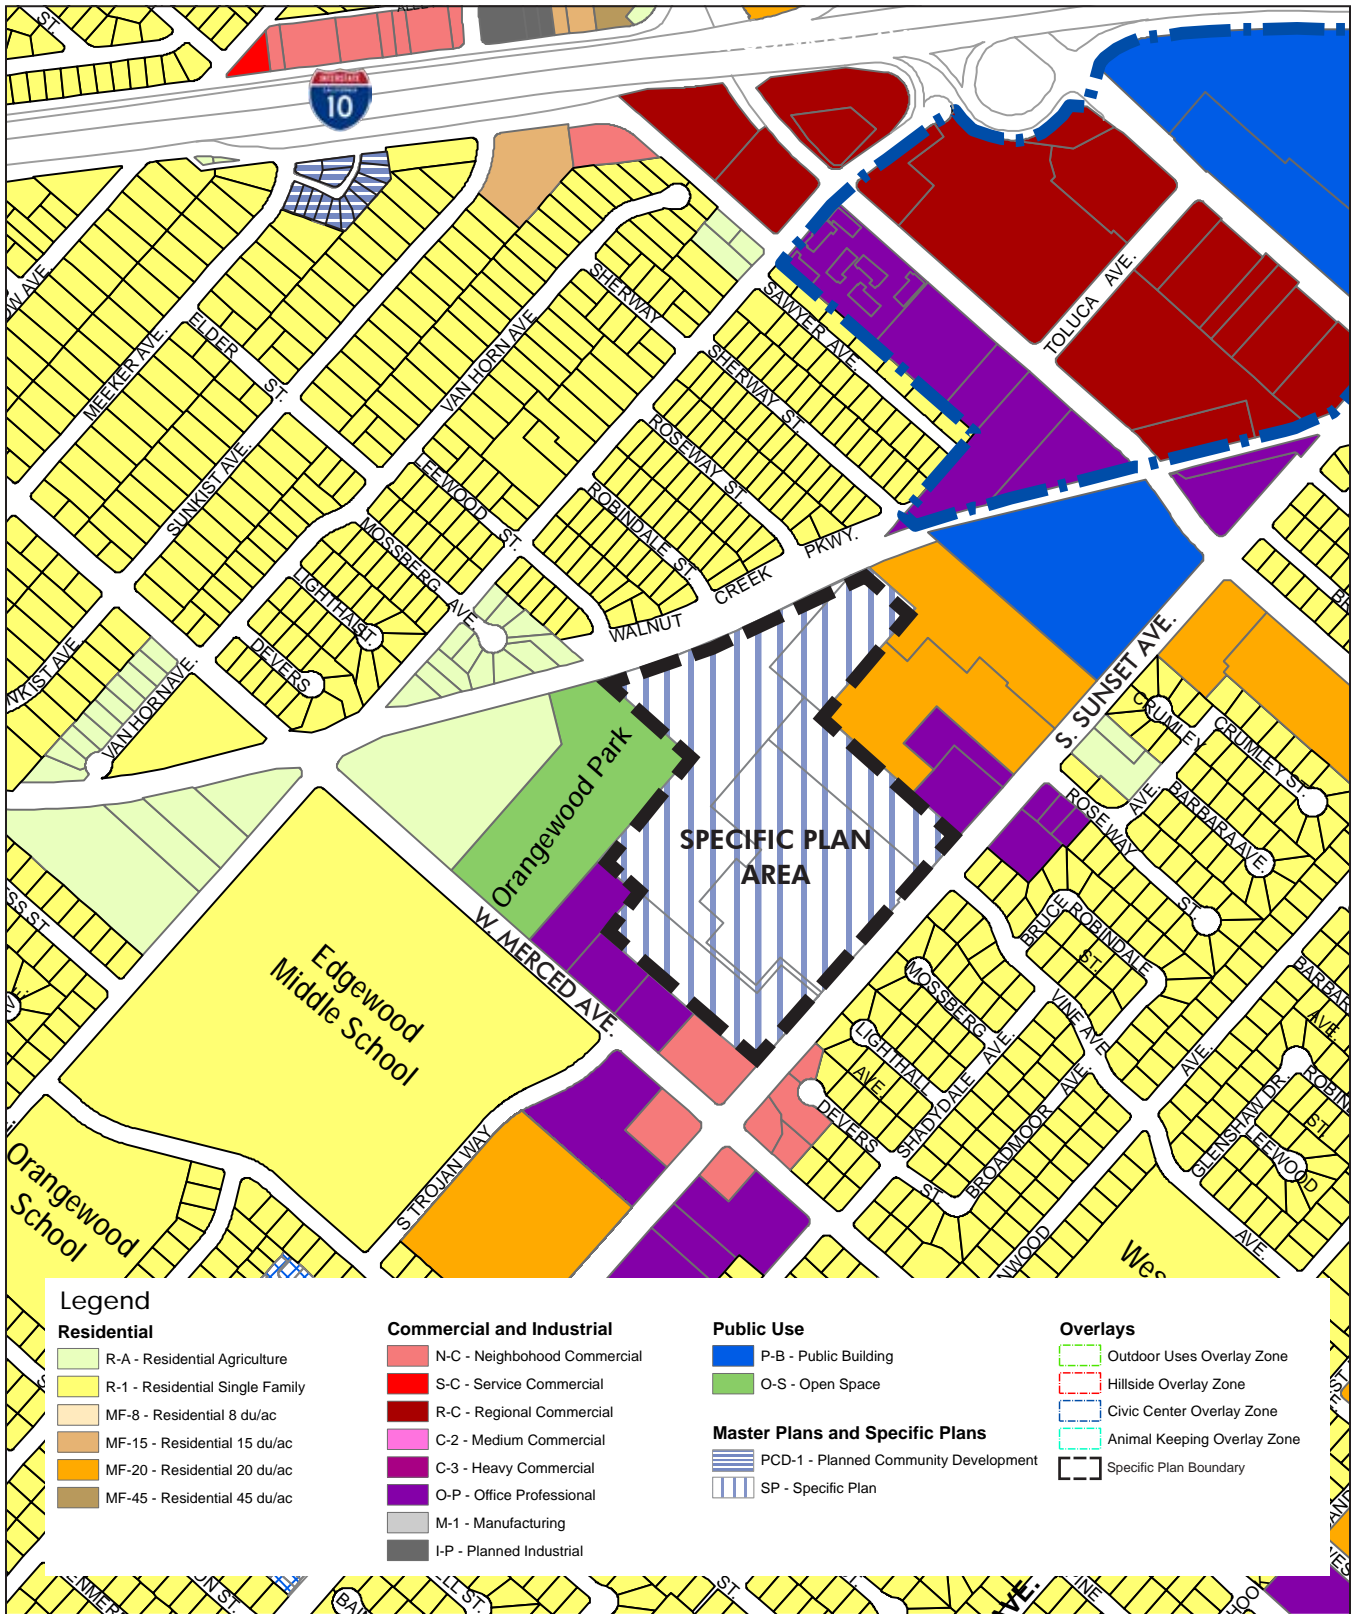 ST.
INTERSTATE
CALIFORNIA
10
MEEKER AVE.
ELDER
ST.
SUNKIST AVE.
VAN HORN AVE.
SHERWAY
SAWYER AVE.
SHERWAY ST.
ROSEWAY ST.
ROBINDALE ST.
LEEWOOD ST.
MOSSBERG AVE.
LIGHTHALL ST.
DEVERS
VAN HORN AVE.
WALNUT CREEK PKWY.
TOLUCA AVE.
S. SUNSET AVE.
CRUMLEY
CRUMLEY ST.
BARBARA AVE.
AVE.
ROSEWAY
ST.
BRUCE
ROBINDALE
ST.
VINE AVE
MOSSBERG
AVE.
LIGHTHALL
AVE.
SHADYDALE
BROADMOOR AVE.
DEVERS
ST.
AVE.
GLENSHAW DR.
LEEWOOD
ST.
AVE.
AVE.
Orangewood Park
SPECIFIC PLAN
AREA
W. MERCED AVE.
Edgewood
Middle School
S TROJAN WAY
Orangewood
School
Legend
Residential
R-A - Residential Agriculture
R-1 - Residential Single Family
MF-8 - Residential 8 du/ac
MF-15 - Residential 15 du/ac
MF-20 - Residential 20 du/ac
MF-45 - Residential 45 du/ac
Commercial and Industrial
N-C - Neighbohood Commercial
S-C - Service Commercial
R-C - Regional Commercial
C-2 - Medium Commercial
C-3 - Heavy Commercial
O-P - Office Professional
M-1 - Manufacturing
I-P - Planned Industrial
Public Use
P-B - Public Building
O-S - Open Space
Master Plans and Specific Plans
PCD-1 - Planned Community Development
SP - Specific Plan
Overlays
Outdoor Uses Overlay Zone
Hillside Overlay Zone
Civic Center Overlay Zone
Animal Keeping Overlay Zone
Specific Plan Boundary
ST.